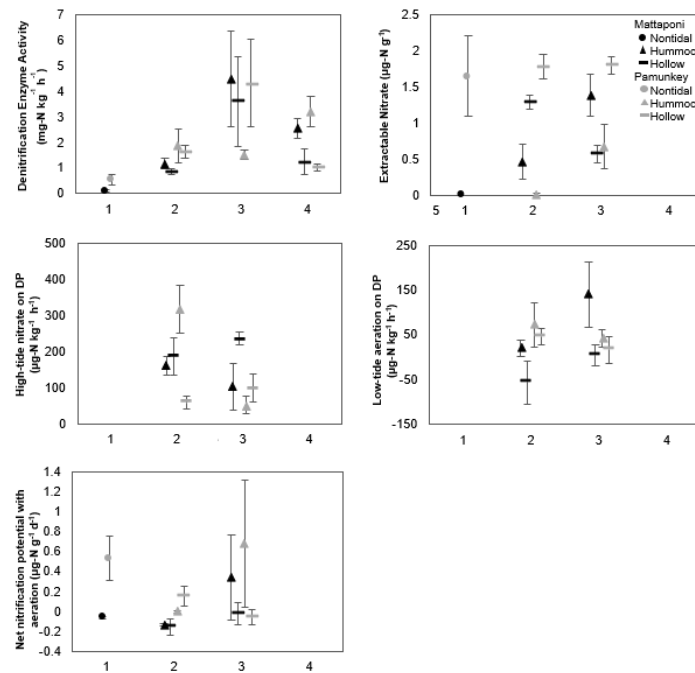 Denitrification Enzyme Activity
(mg-N kg⁻¹ h⁻¹)
7
6
5
4
3
2
1
0
1 2 3 4
Extractable Nitrate (µg-N g⁻¹)
2.5
2
1.5
1
0.5
0
5 1 2 3 4
Mattaponi
Nontidal
Hummoc
Hollow
Pamunkey
Nontidal
Hummoc
Hollow
High-tide nitrate on DP
(µg-N kg⁻¹ h⁻¹)
500
400
300
200
100
0
1 2 3 4
Low-tide aeration on DP
(µg-N kg⁻¹ h⁻¹)
250
150
50
-50
-150
1 2 3 4
Net nitrification potential with
aeration (µg-N g⁻¹ d⁻¹)
1.4
1.2
1
0.8
0.6
0.4
0.2
0
-0.2
-0.4
1 2 3 4